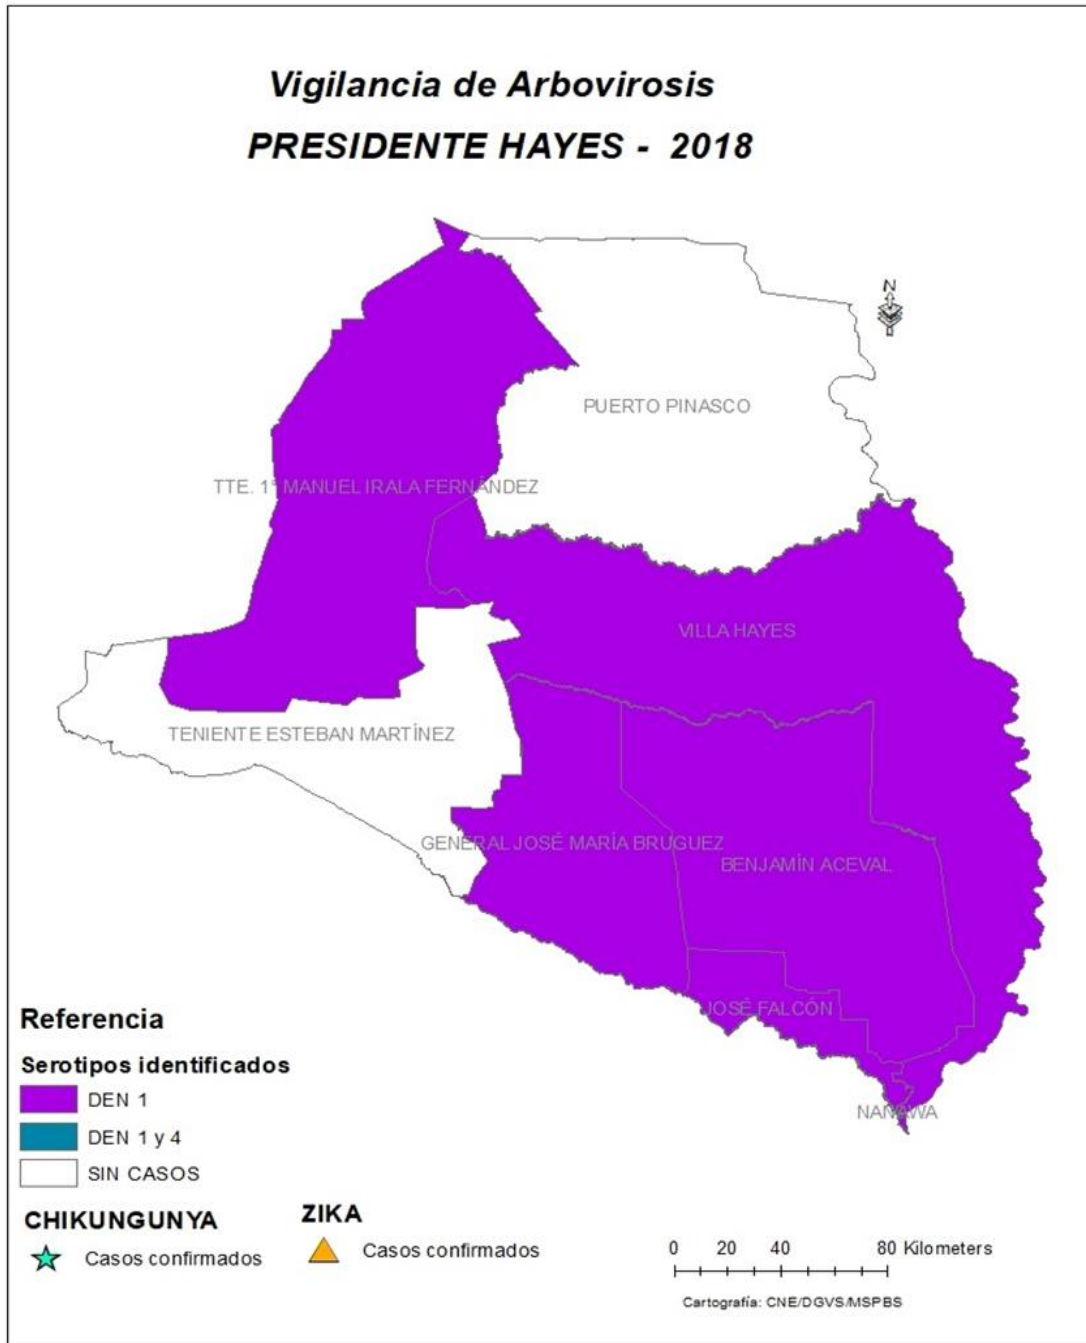 Vigilancia de Arbovirosis
PRESIDENTE HAYES - 2018
N
PUERTO PINASCO
TTE. 1° MANUEL IRALA FERNÁNDEZ
VILLA HAYES
TENIENTE ESTEBAN MARTÍNEZ
GENERAL JOSÉ MARÍA BRUGUEZ
BENJAMÍN ACEVAL
JOSÉ FALCÓN
NANAWA
Referencia
Serotipos identificados
DEN 1
DEN 1 y 4
SIN CASOS
CHIKUNGUNYA
Casos confirmados
ZIKA
Casos confirmados
0 20 40 80 Kilometers
Cartografía: CNE/DGVS/MSPBS